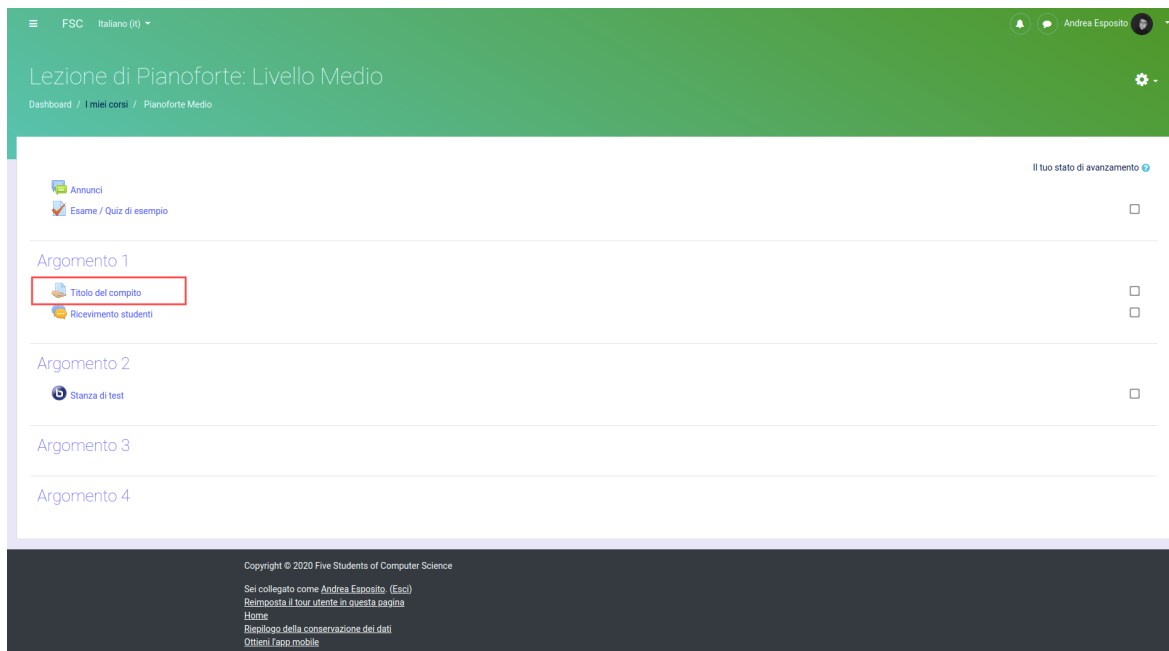 FSC Italiano (it)
Andrea Esposito
Lezione di Pianoforte: Livello Medio
Dashboard / I miei corsi / Pianoforte Medio
Il tuo stato di avanzamento
Annunci
Esame / Quiz di esempio
Argomento 1
Titolo del compito
Ricevimento studenti
Argomento 2
Stanza di test
Argomento 3
Argomento 4
Copyright © 2020 Five Students of Computer Science
Sei collegato come Andrea Esposito. (Esci)
Reimposta il tour utente in questa pagina
Home
Riepilogo della conservazione dei dati
Ottieni l'app mobile